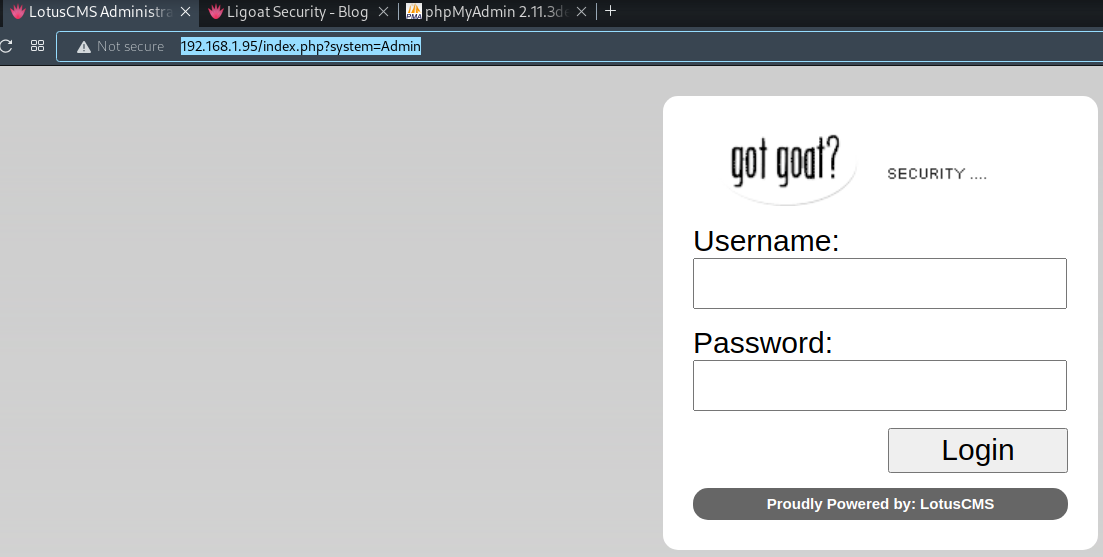 LotusCMS Administra
Ligoat Security - Blog
phpMyAdmin 2.11.3de
Not secure
192.168.1.95/index.php?system=Admin
got goat?
SECURITY ....
Username:
Password:
Login
Proudly Powered by: LotusCMS